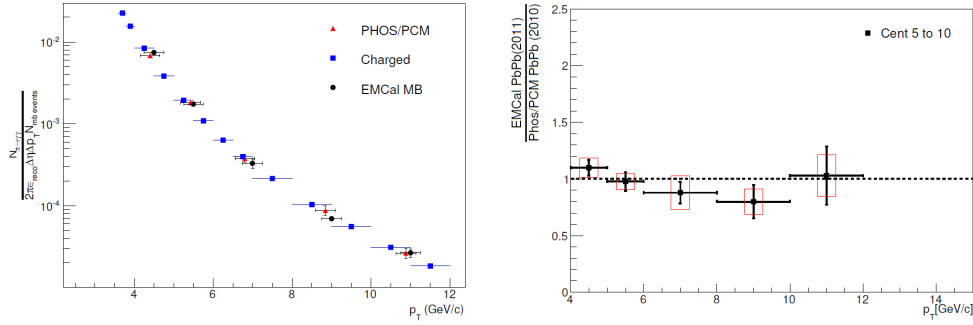 10⁻²
10⁻³
10⁻⁴
PHOS/PCM
Charged
EMCal MB
4 6 8 10 12
p_T (GeV/c)
2.5
2
1.5
1
0.5
0
EMCal PbPb(2011)
Phos/PCM PbPb (2010)
Cent 5 to 10
4 6 8 10 12 14
p_T[GeV/c]